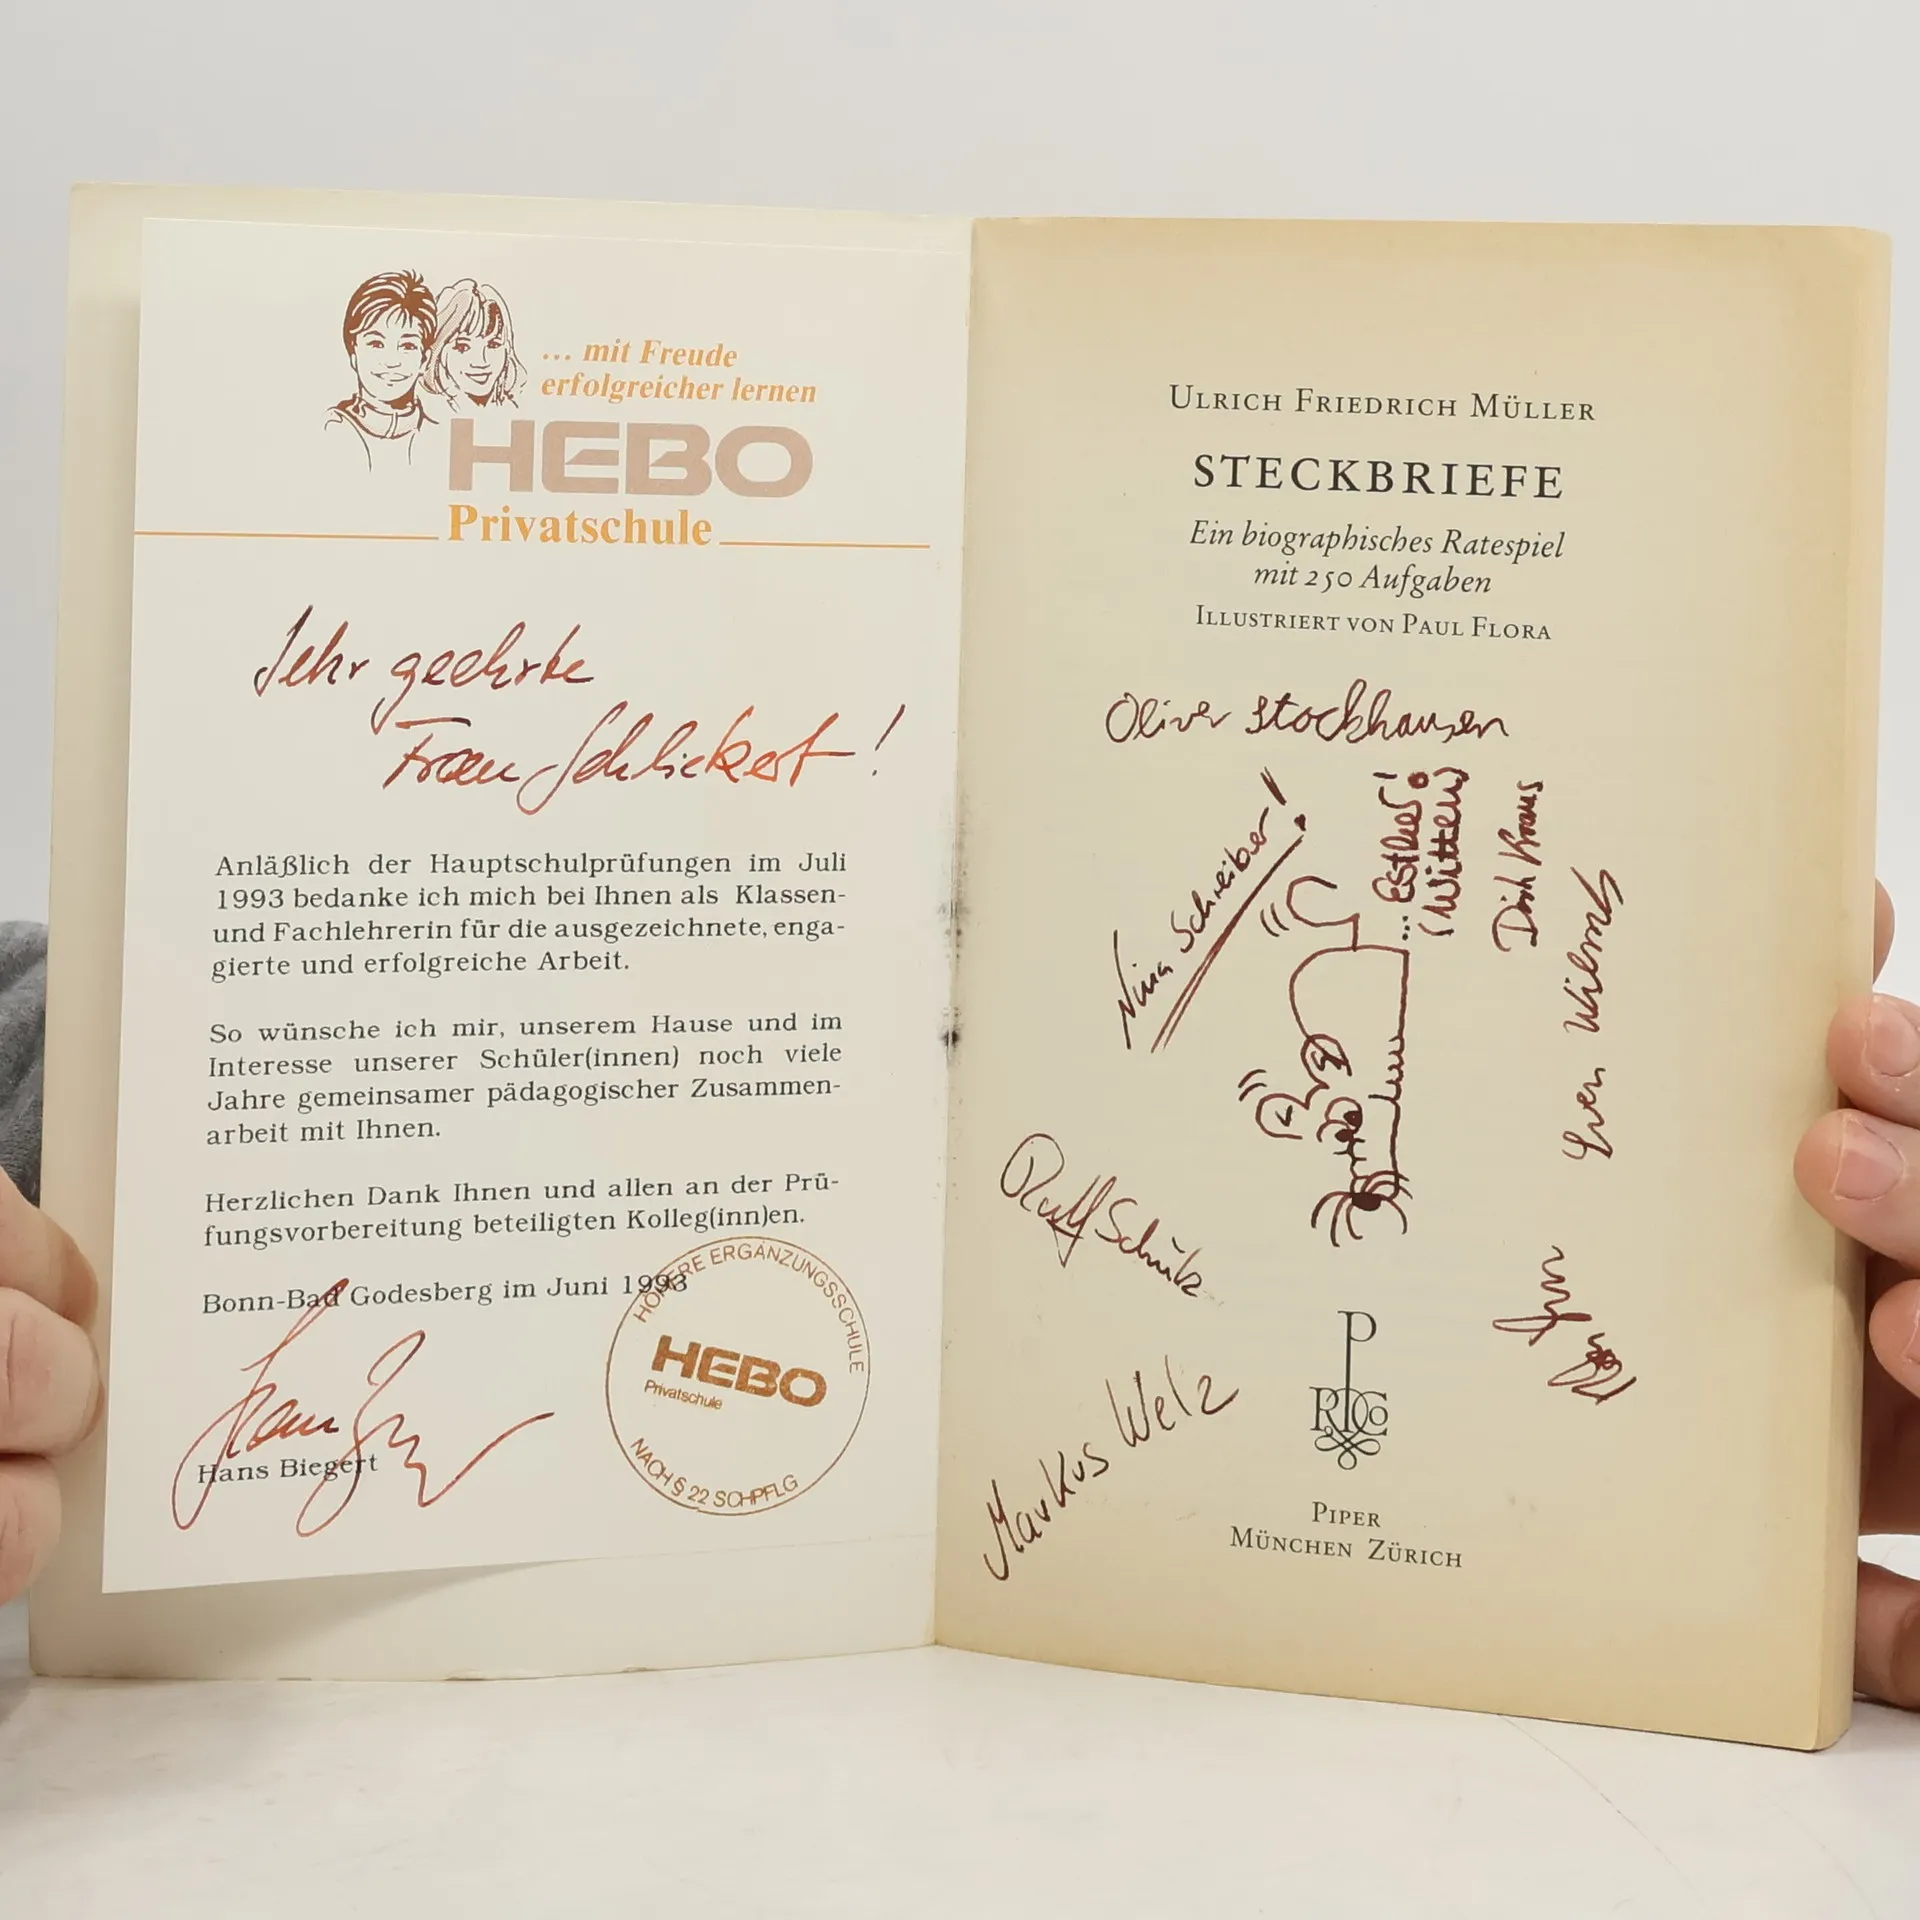 ... mit Freude
erfolgreicher lernen
HEBO
Privatschule
Sehr geehrte
Frau Schlickert!
Anläßlich der Hauptschulprüfungen im Juli
1993 bedanke ich mich bei Ihnen als Klassen-
und Fachlehrerin für die ausgezeichnete, enga-
gierte und erfolgreiche Arbeit.
So wünsche ich mir, unserem Hause und im
Interesse unserer Schüler(innen) noch viele
Jahre gemeinsamer pädagogischer Zusammen-
arbeit mit Ihnen.
Herzlichen Dank Ihnen und allen an der Prü-
fungsvorbereitung beteiligten Kolleg(inn)en.
Bonn-Bad Godesberg im Juni 1993
Hans Biegert
HÖHERE ERGÄNZUNGSSCHULE
HEBO
Privatschule
NACH § 22 SCHPFLG
ULRICH FRIEDRICH MÜLLER
STECKBRIEFE
Ein biographisches Ratespiel
mit 250 Aufgaben
ILLUSTRIERT VON PAUL FLORA
Oliver Stockhausen
Nina Schreiber!
...Esther!
(Witten)
Dirk Kraus
Sven
Ralf Schütz
Markus Welz
P
R Co
PIPER
MÜNCHEN ZÜRICH